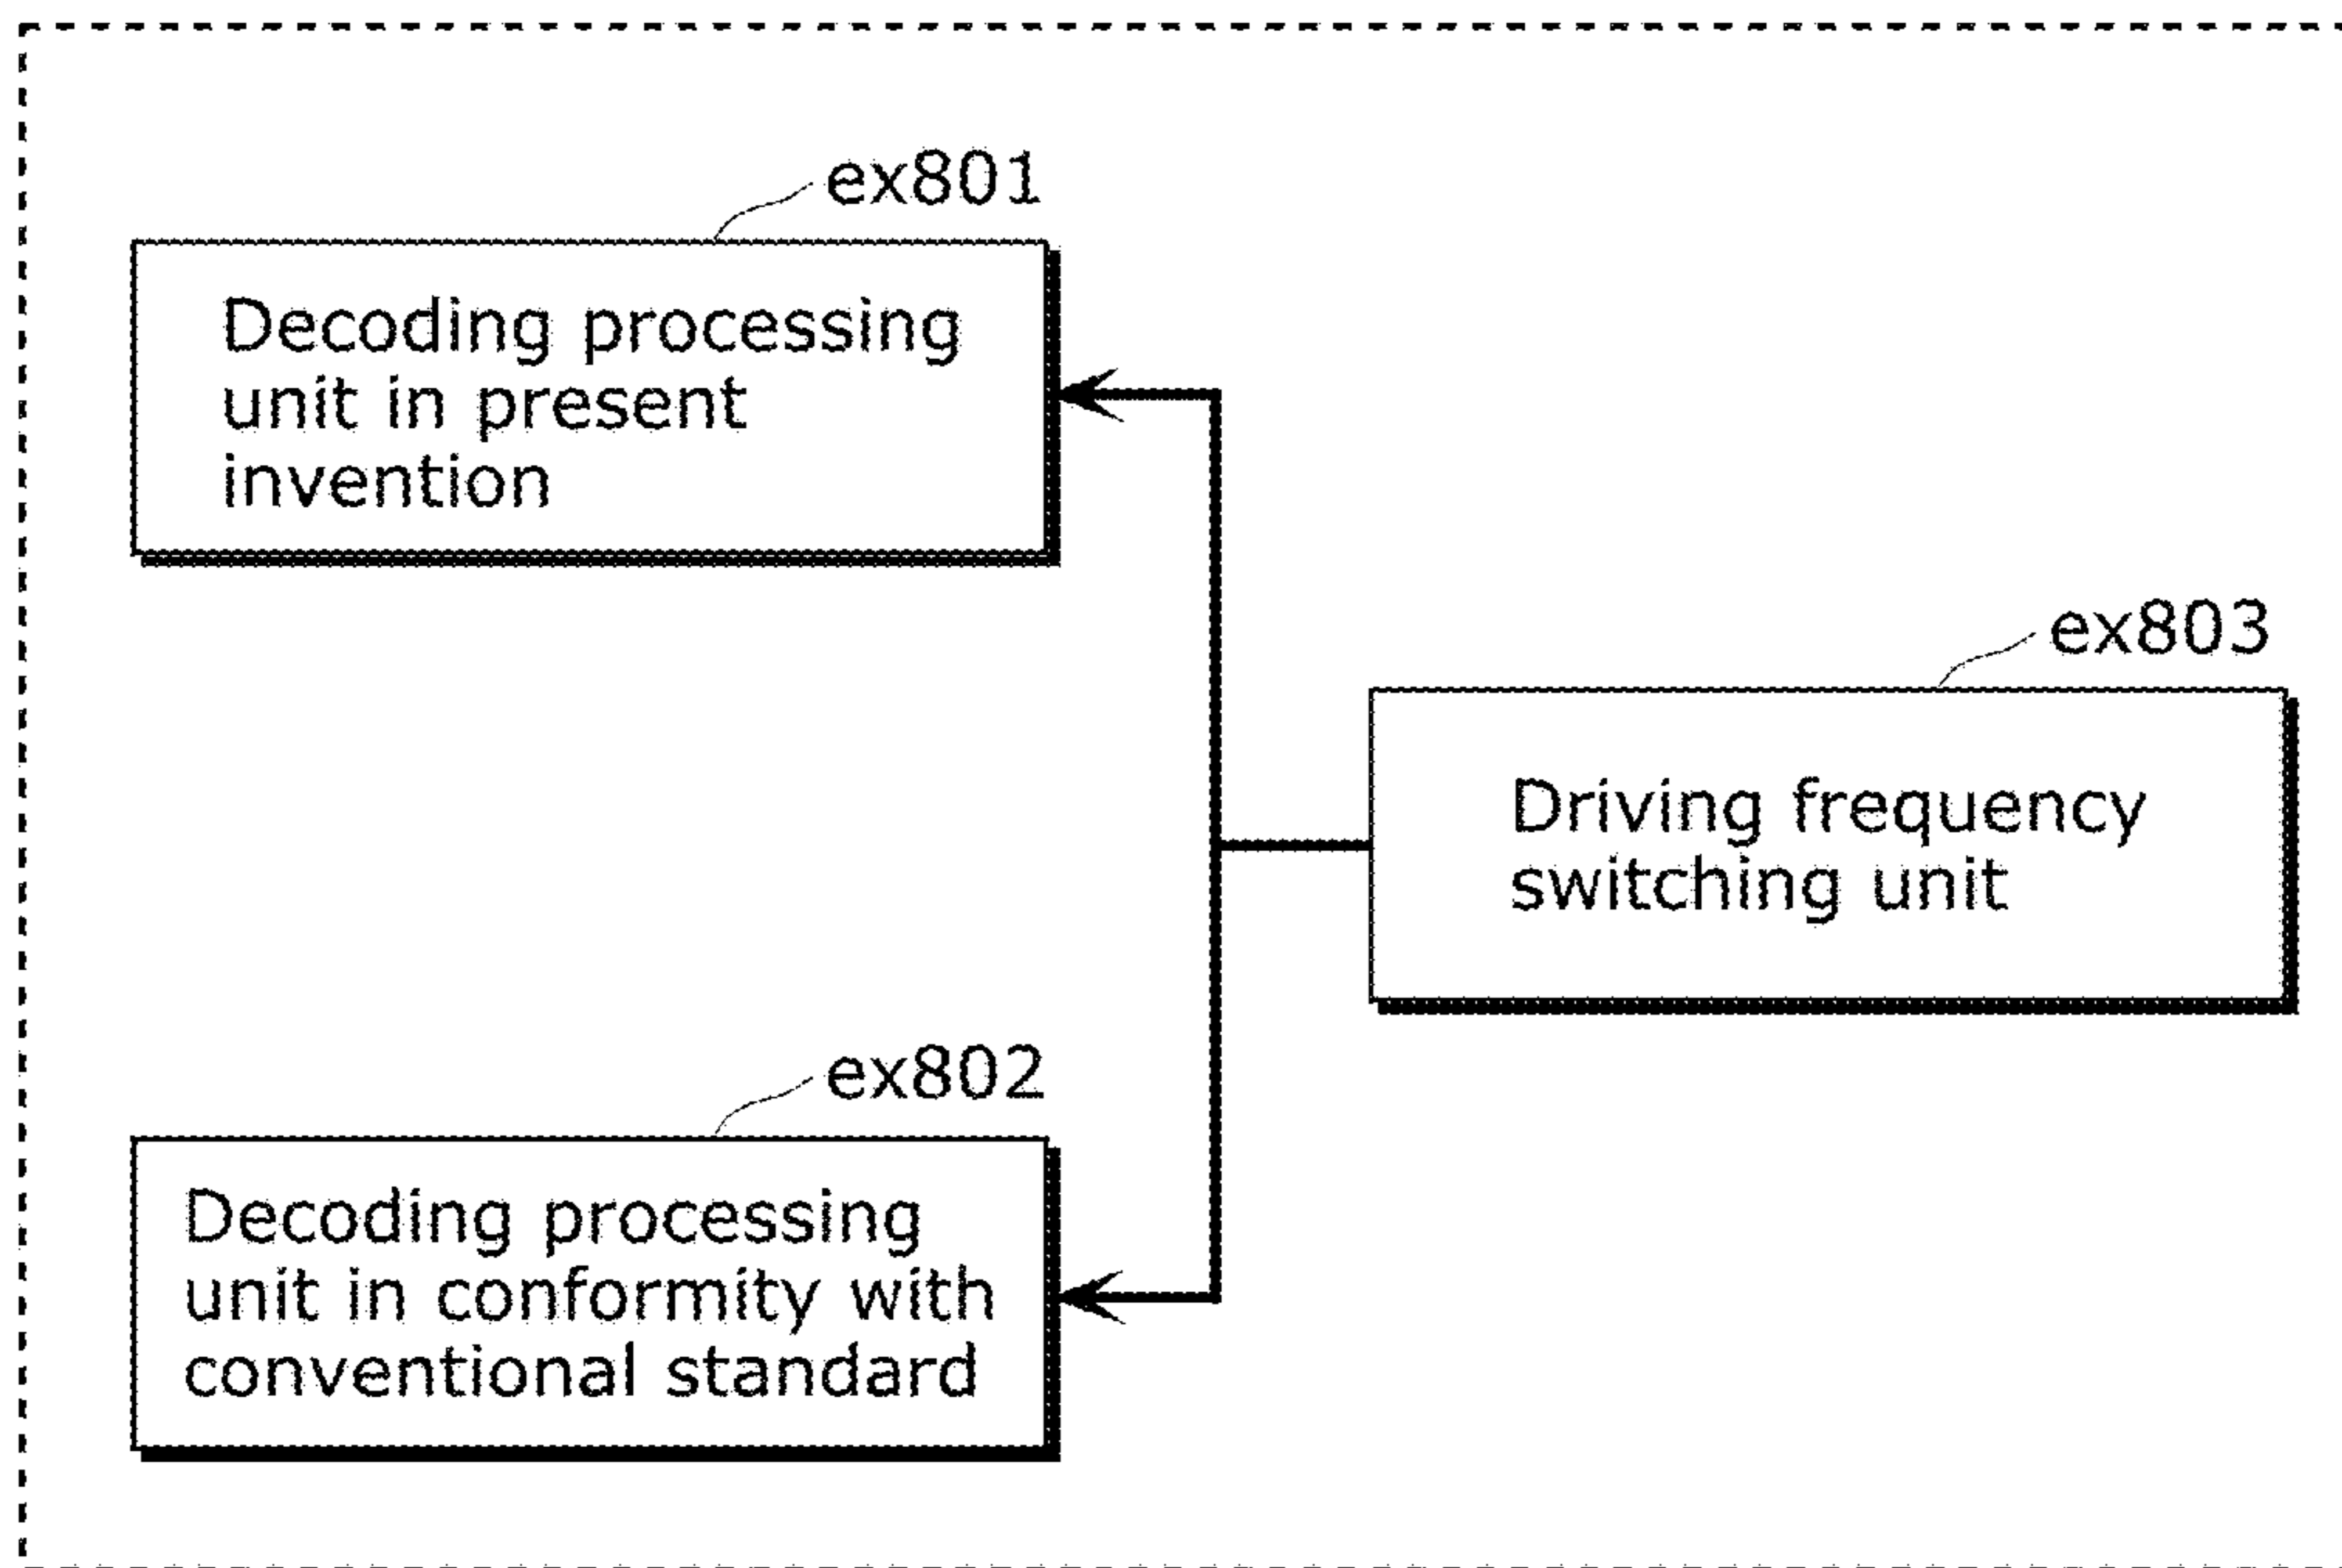 ex801
Decoding processing
unit in present
invention
ex803
Driving frequency
switching unit
ex802
Decoding processing
unit in conformity with
conventional standard